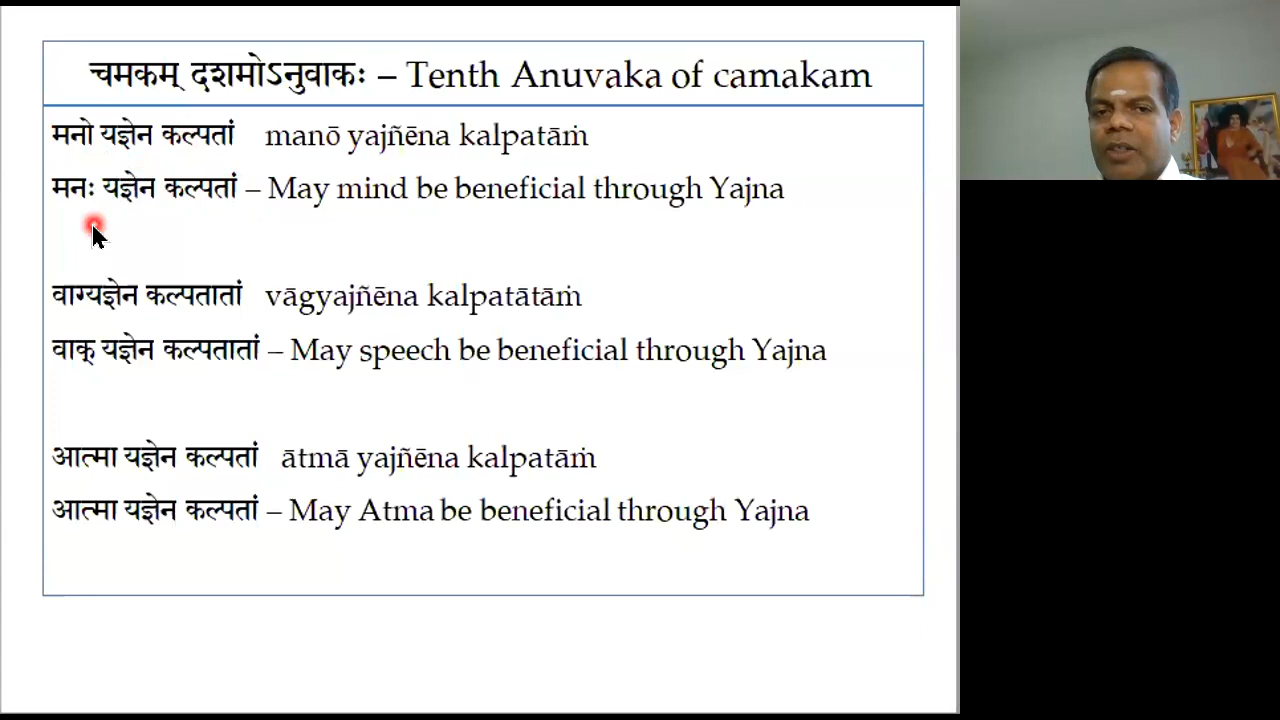 चमकम् दशमोऽनुवाकः – Tenth Anuvaka of camakam
मनो यज्ञेन कल्पतां manō yajñēna kalpatāṁ
मनः यज्ञेन कल्पतां – May mind be beneficial through Yajna
वाग्यज्ञेन कल्पतातां vāgyajñēna kalpatātāṁ
वाक् यज्ञेन कल्पतातां – May speech be beneficial through Yajna
आत्मा यज्ञेन कल्पतां ātmā yajñēna kalpatāṁ
आत्मा यज्ञेन कल्पतां – May Atma be beneficial through Yajna